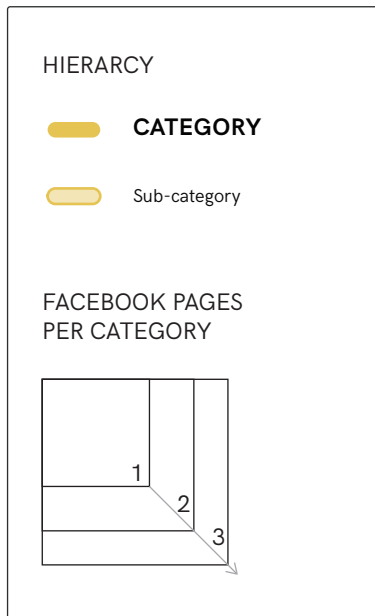 HIERARCY
CATEGORY
Sub-category
FACEBOOK PAGES
PER CATEGORY
1
2
3